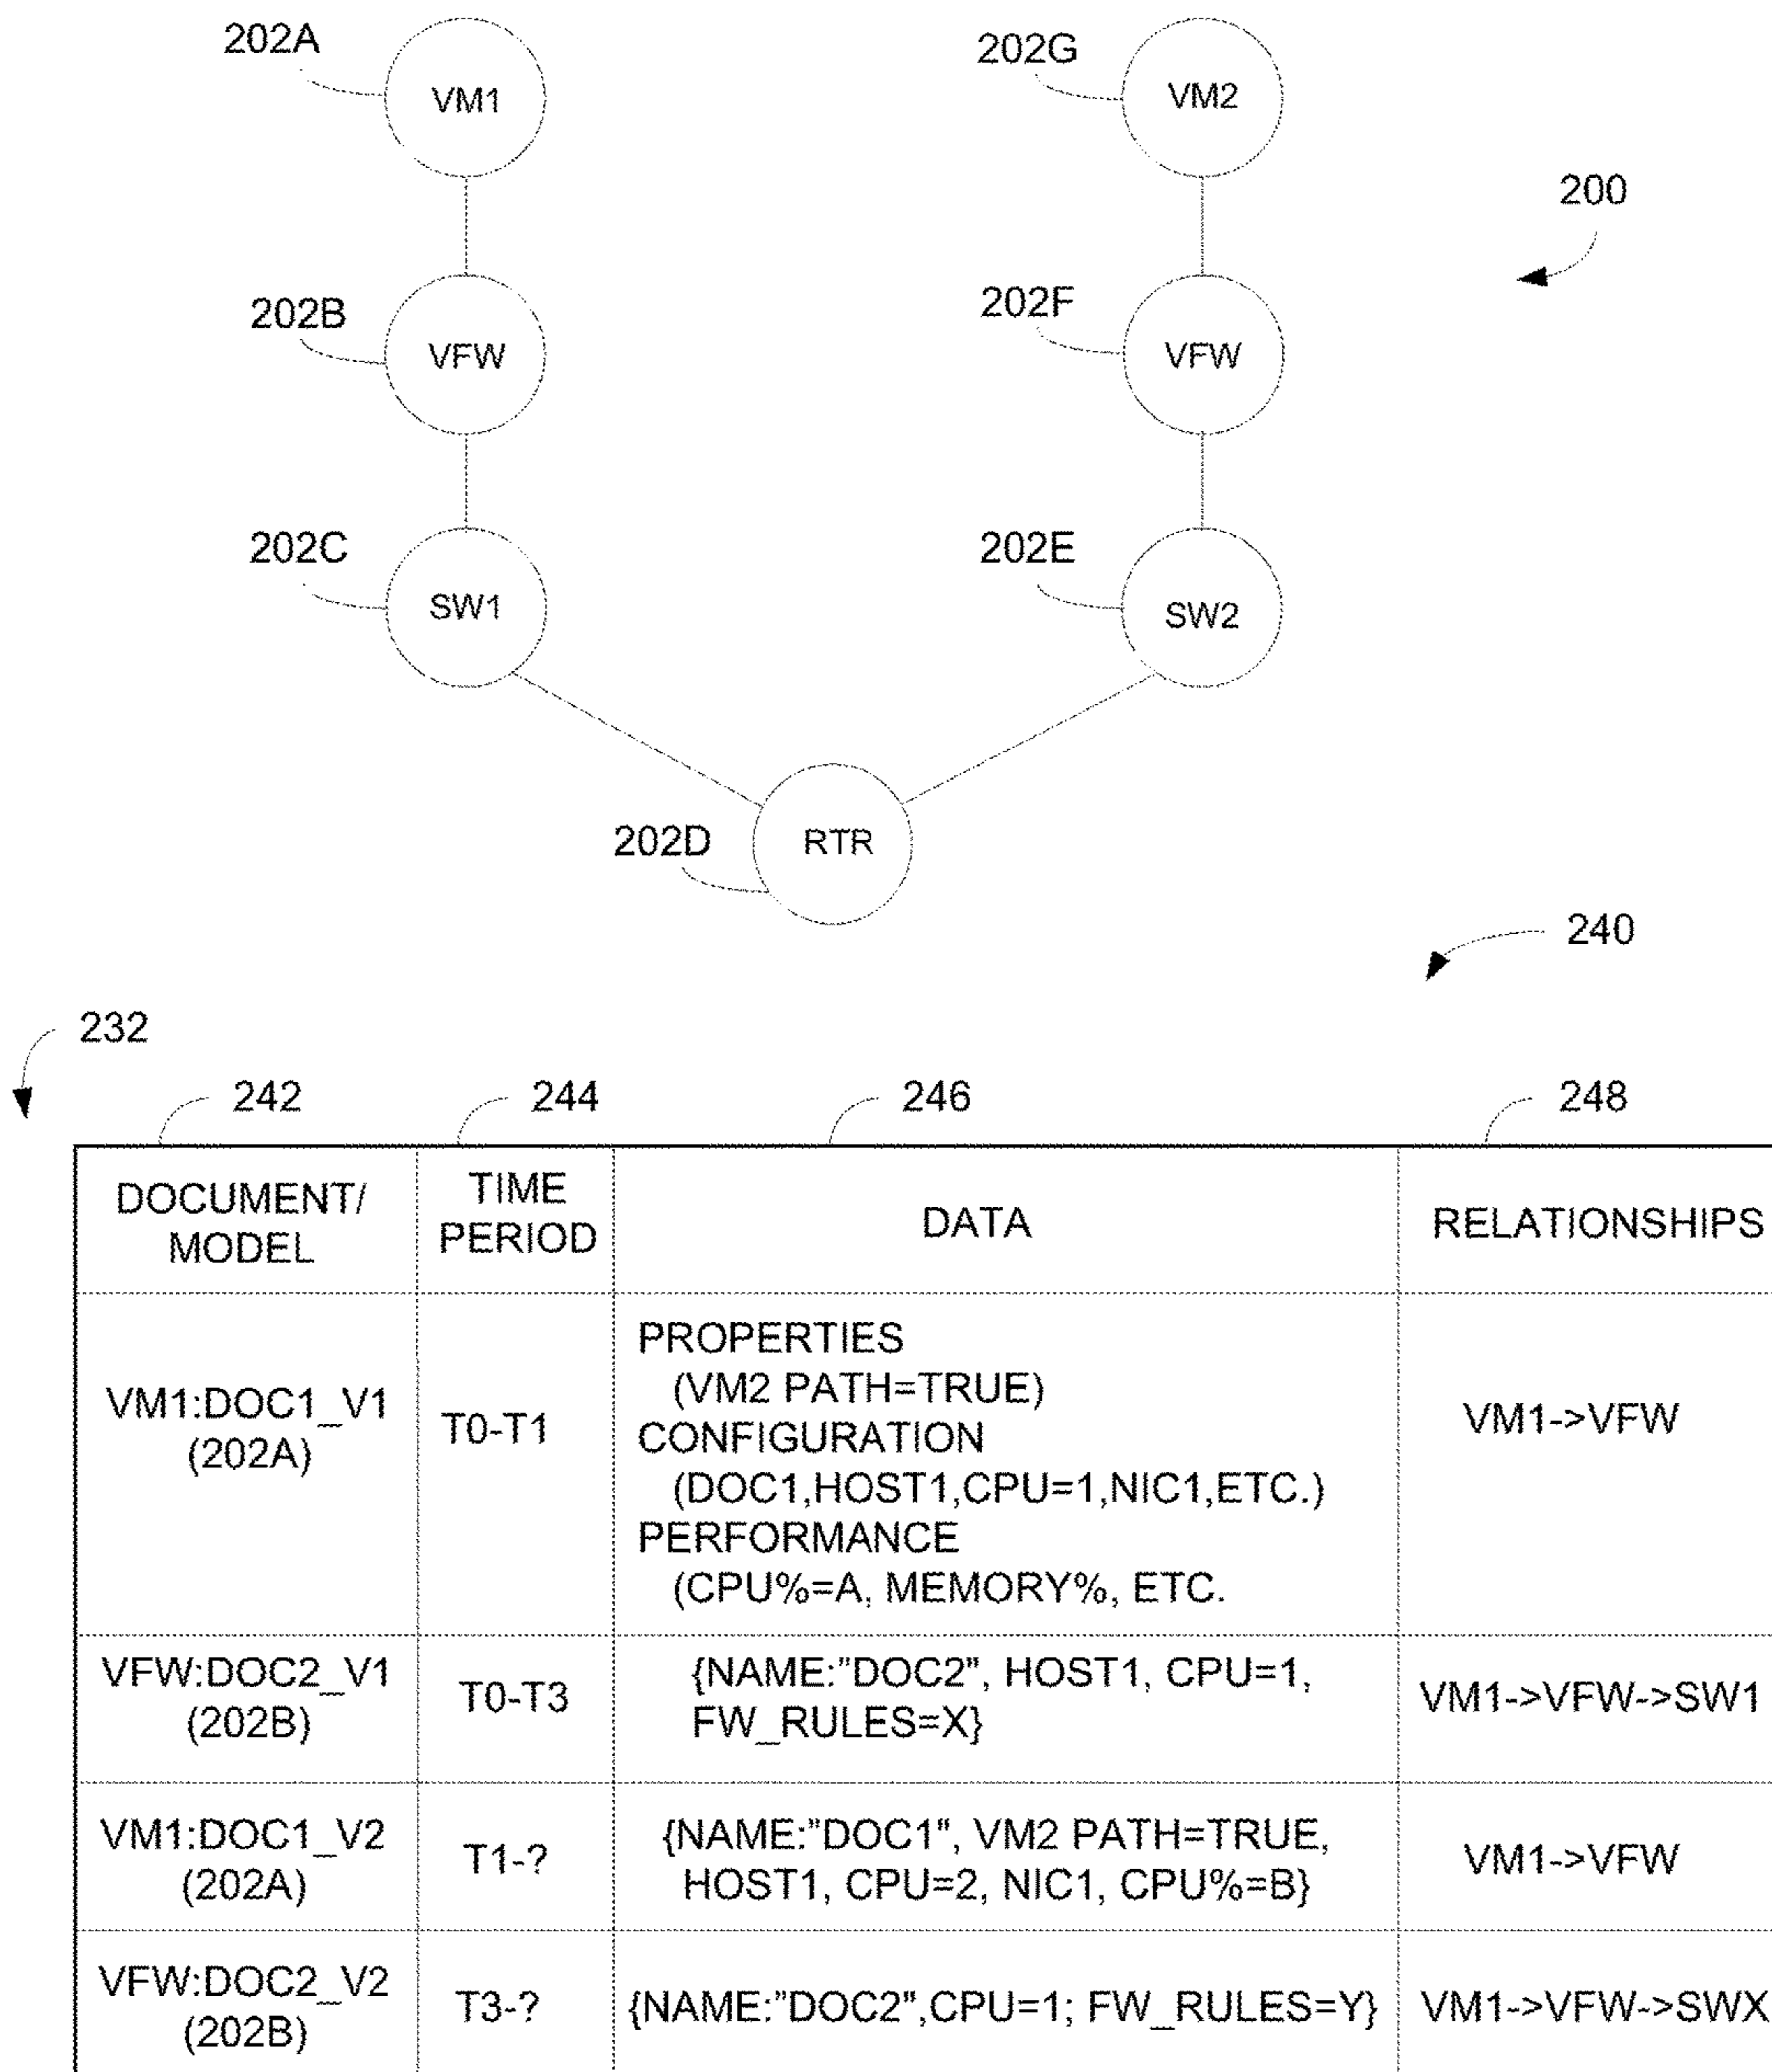 202A
VM1
202G
VM2
200
202B
VFW
202F
VFW
202C
SW1
202E
SW2
202D
RTR
240
232
242
244
246
248
DOCUMENT/
MODEL
TIME
PERIOD
DATA
RELATIONSHIPS
VM1:DOC1_V1
(202A)
T0-T1
PROPERTIES
(VM2 PATH=TRUE)
CONFIGURATION
(DOC1,HOST1,CPU=1,NIC1,ETC.)
PERFORMANCE
(CPU%=A, MEMORY%, ETC.
VM1->VFW
VFW:DOC2_V1
(202B)
T0-T3
{NAME:"DOC2", HOST1, CPU=1,
FW_RULES=X}
VM1->VFW->SW1
VM1:DOC1_V2
(202A)
T1-?
{NAME:"DOC1", VM2 PATH=TRUE,
HOST1, CPU=2, NIC1, CPU%=B}
VM1->VFW
VFW:DOC2_V2
(202B)
T3-?
{NAME:"DOC2",CPU=1; FW_RULES=Y}
VM1->VFW->SWX